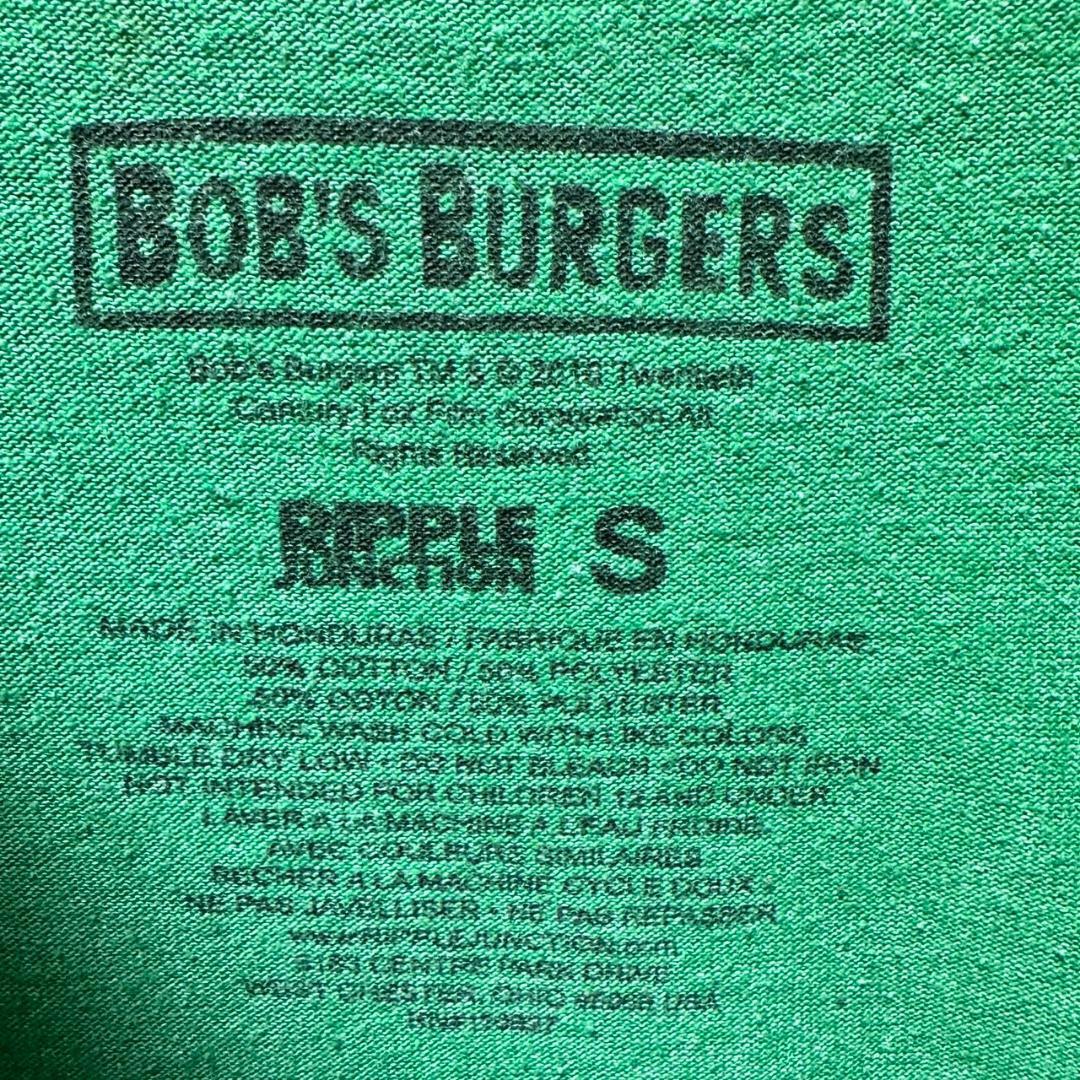 BOB'S BURGERS
Bob's Burgers TM & © Twentieth
Century Fox Film Corporation. All
Rights Reserved
RIPPLE S
JUNCTION
MADE IN HONDURAS / FABRIQUE EN HONDURAS
50% COTTON / 50% POLYESTER
50% COTON / 50% POLYESTER
MACHINE WASH COLD WITH LIKE COLORS
TUMBLE DRY LOW • DO NOT BLEACH • DO NOT IRON
NOT INTENDED FOR CHILDREN 12 AND UNDER.
LAVER A LA MACHINE A L'EAU FROIDE.
AVEC COULEURS SIMILAIRES
SECHER A LA MACHINE CYCLE DOUX •
NE PAS JAVELLISER • NE PAS REPASSER
www.RIPPLEJUNCTION.com
CENTRE PARK DRIVE
WEST CHESTER, OHIO USA